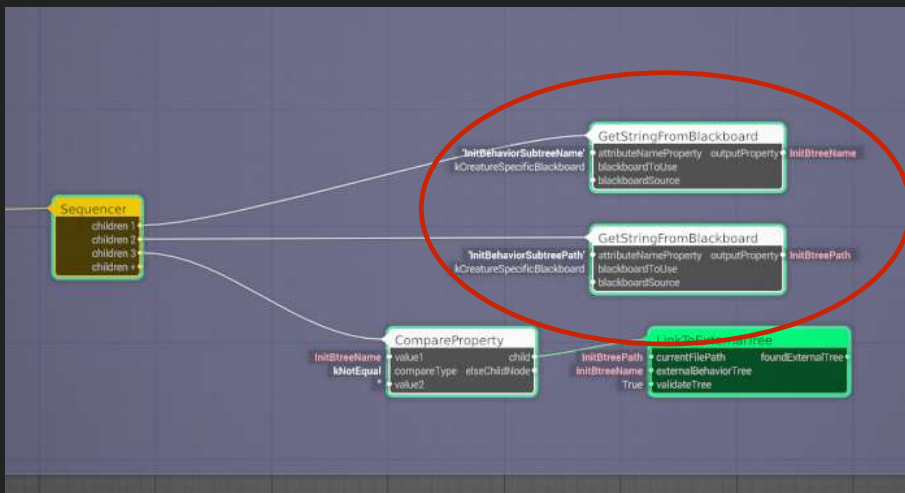 GetStringFromBlackboard
'InitBehaviorSubtreeName' attributeNameProperty outputProperty InitBtreeName
kCreatureSpecificBlackboard blackboardToUse
blackboardSource
Sequencer
children 1
children 2
children 3
children +
GetStringFromBlackboard
'InitBehaviorSubtreePath' attributeNameProperty outputProperty InitBtreePath
kCreatureSpecificBlackboard blackboardToUse
blackboardSource
CompareProperty
InitBtreeName value1 child
kNotEqual compareType elseChildNode
value2
LinkToExternalTree
InitBtreePath currentFilePath foundExternalTree
InitBtreeName externalBehaviorTree
True validateTree